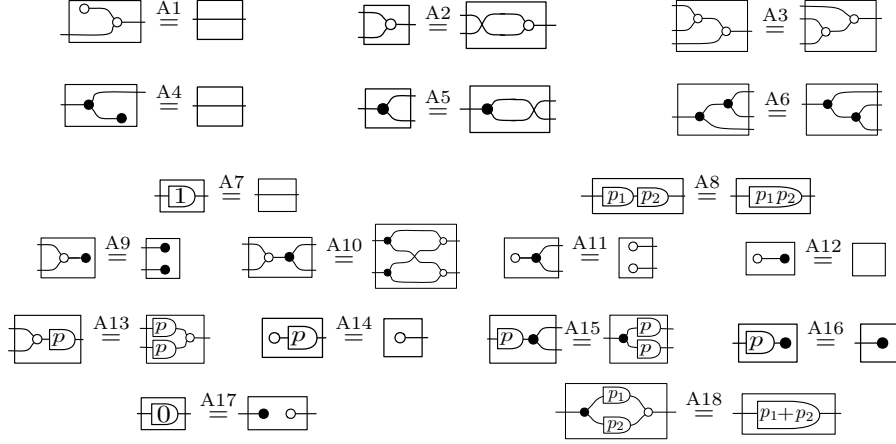 A1 = A2 = A3 =
A4 = A5 = A6 =
1 A7 = p₁ p₂ A8 = p₁p₂
A9 = A10 = A11 = A12 =
p A13 = p p p A14 = p A15 = p p p A16 =
0 A17 = p₁ p₂ A18 = p₁+p₂